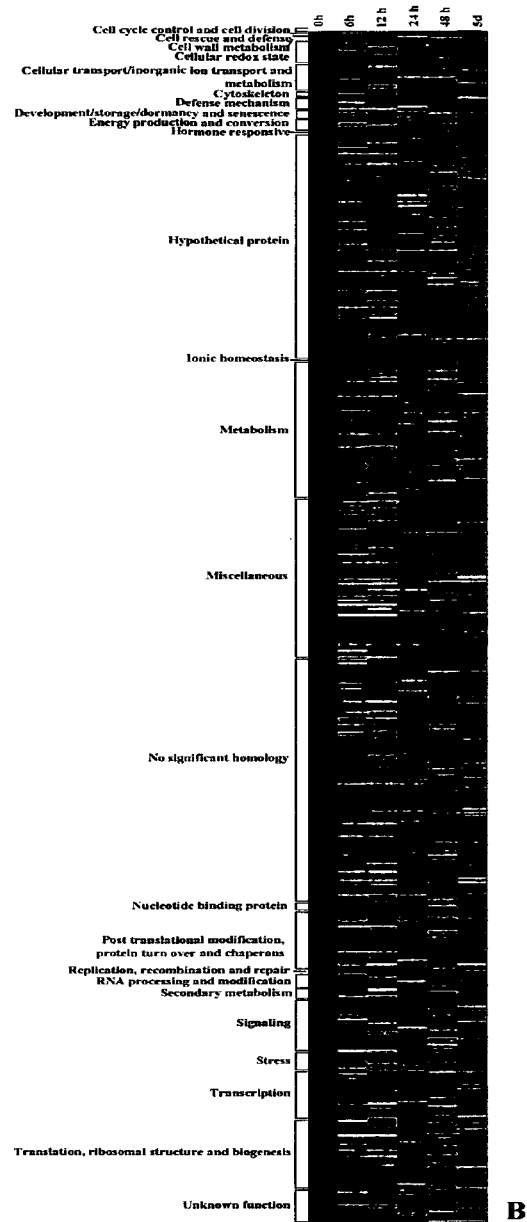 0h 6h 12 h 24 h 48 h 5d
Cell cycle control and cell division
Cell rescue and defense
Cell wall metabolism
Cellular redox state
Cellular transport/inorganic ion transport and
metabolism
Cytoskeleton
Defense mechanism
Development/storage/dormancy and senescence
Energy production and conversion
Hormone responsive
Hypothetical protein
Ionic homeostasis
Metabolism
Miscellaneous
No significant homology
Nucleotide binding protein
Post translational modification,
protein turn over and chaperons
Replication, recombination and repair
RNA processing and modification
Secondary metabolism
Signaling
Stress
Transcription
Translation, ribosomal structure and biogenesis
Unknown function
B